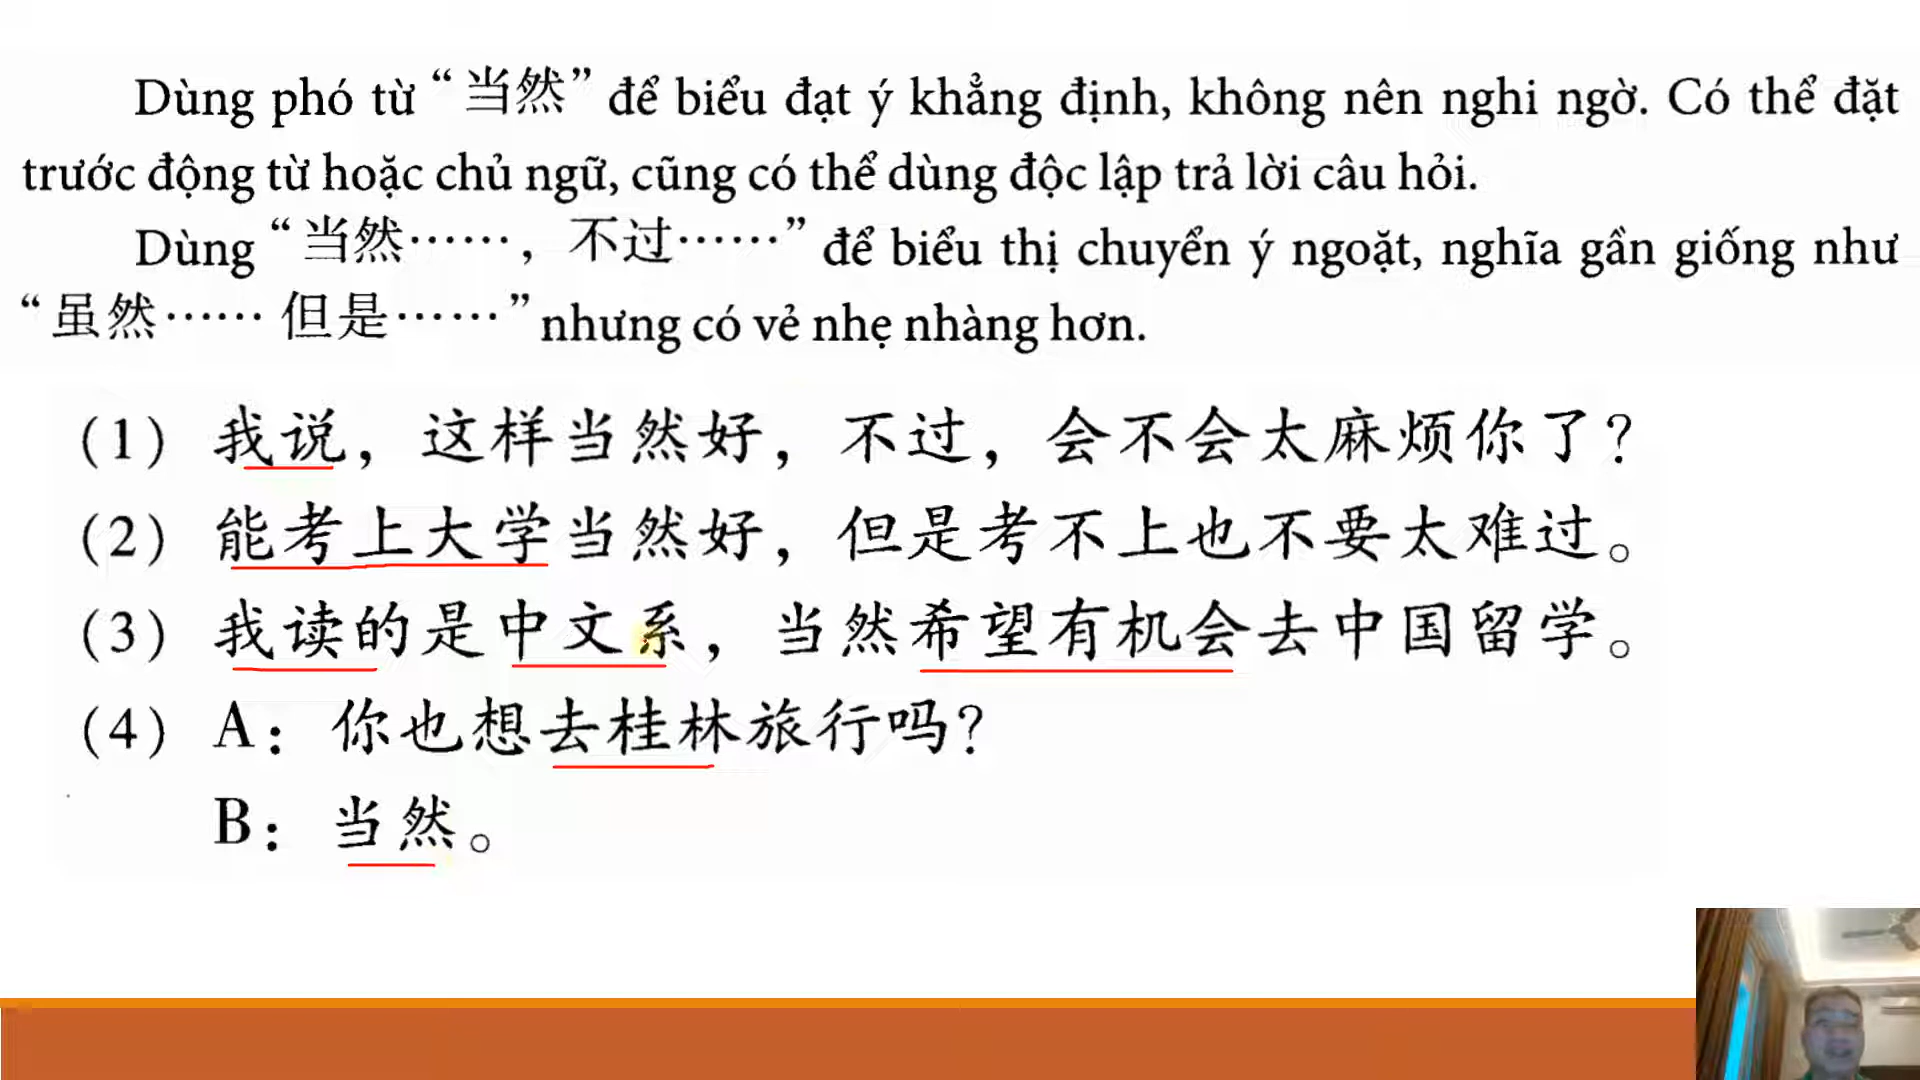 Dùng phó từ “当然” để biểu đạt ý khẳng định, không nên nghi ngờ. Có thể đặt
trước động từ hoặc chủ ngữ, cũng có thể dùng độc lập trả lời câu hỏi.
Dùng “当然……，不过……” để biểu thị chuyển ý ngoặt, nghĩa gần giống như
“虽然…… 但是……” nhưng có vẻ nhẹ nhàng hơn.
(1) 我说，这样当然好，不过，会不会太麻烦你了？
(2) 能考上大学当然好，但是考不上也不要太难过。
(3) 我读的是中文系，当然希望有机会去中国留学。
(4) A：你也想去桂林旅行吗？
B：当然。